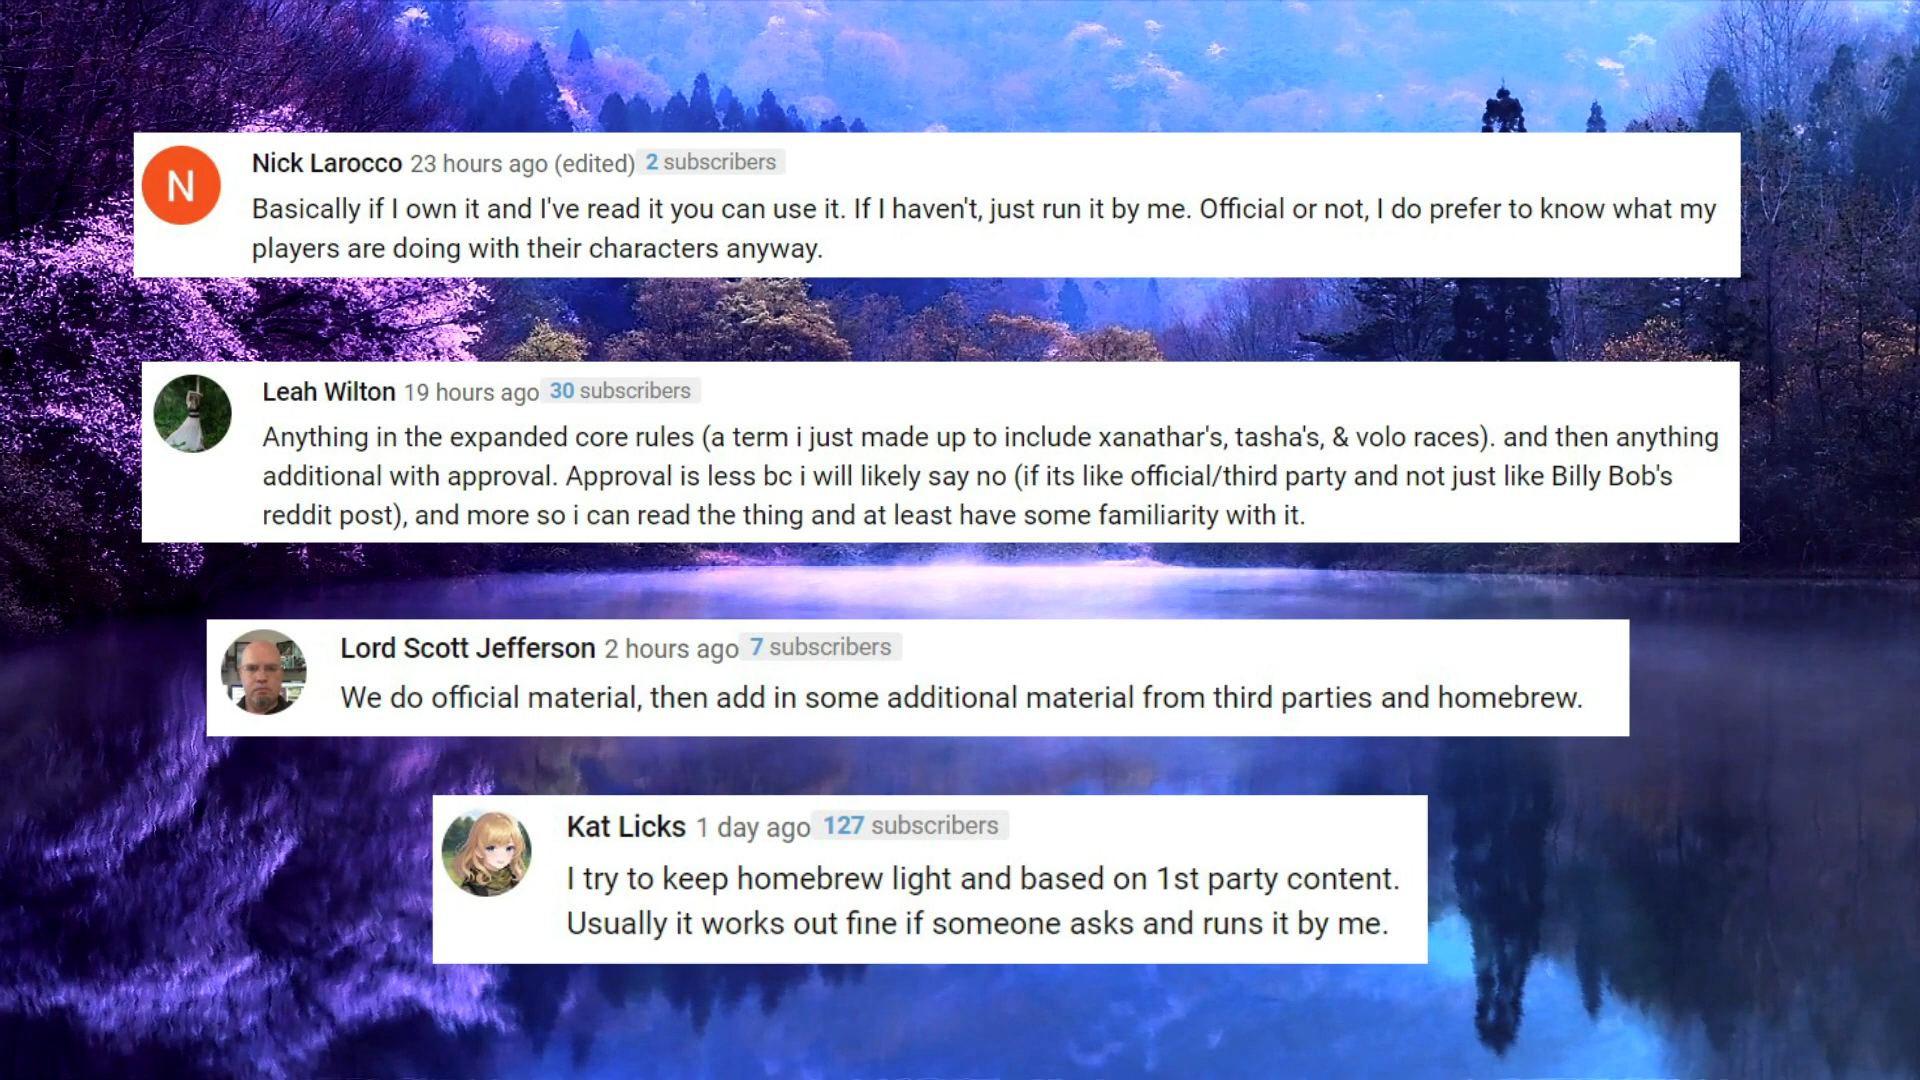 N
Nick Larocco 23 hours ago (edited) 2 subscribers
Basically if I own it and I've read it you can use it. If I haven't, just run it by me. Official or not, I do prefer to know what my
players are doing with their characters anyway.
Leah Wilton 19 hours ago 30 subscribers
Anything in the expanded core rules (a term i just made up to include xanathar's, tasha's, & volo races). and then anything
additional with approval. Approval is less bc i will likely say no (if its like official/third party and not just like Billy Bob's
reddit post), and more so i can read the thing and at least have some familiarity with it.
Lord Scott Jefferson 2 hours ago 7 subscribers
We do official material, then add in some additional material from third parties and homebrew.
Kat Licks 1 day ago 127 subscribers
I try to keep homebrew light and based on 1st party content.
Usually it works out fine if someone asks and runs it by me.